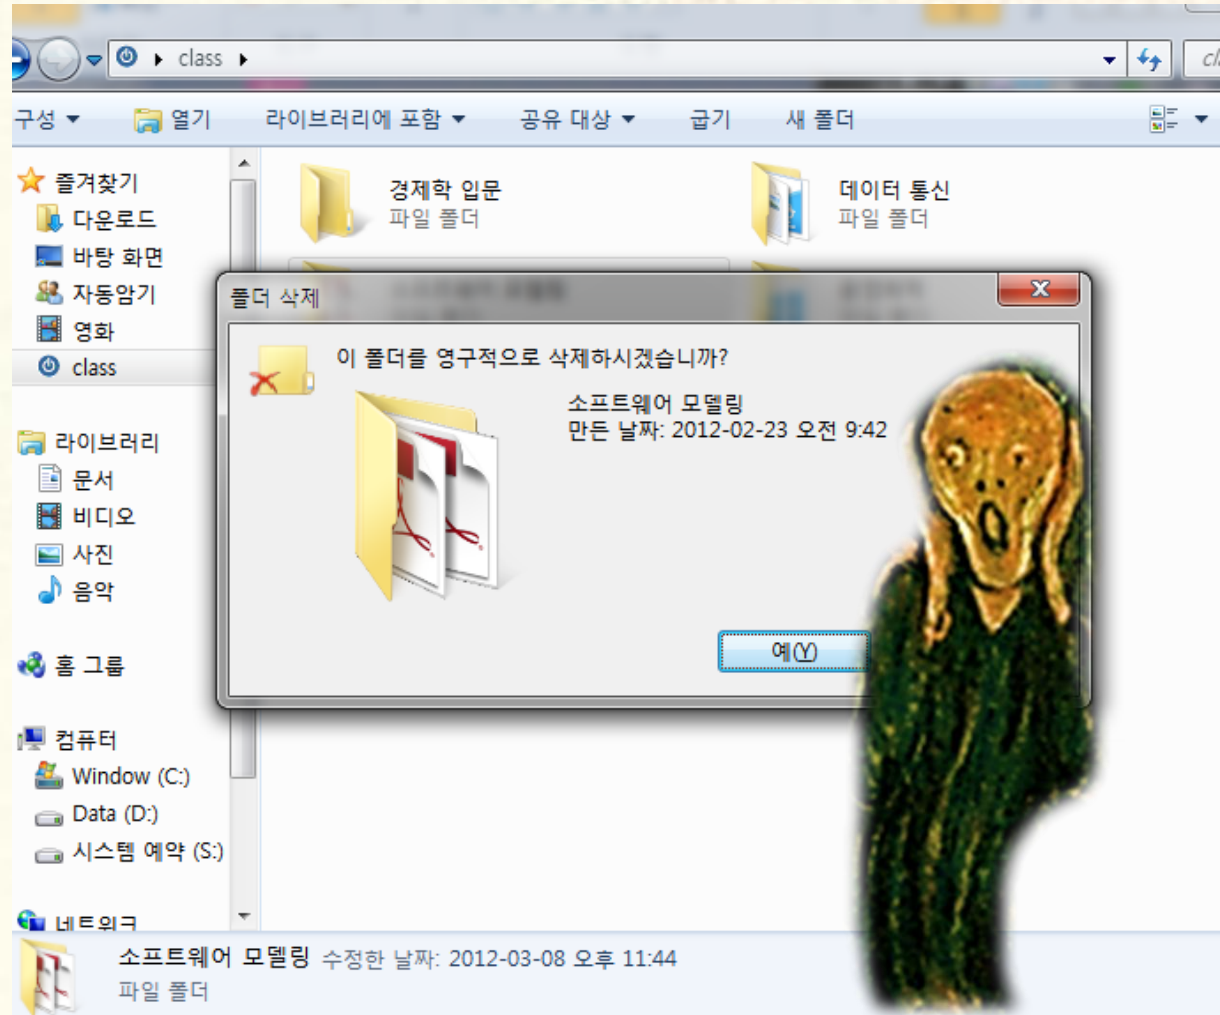 class
구성 열기 라이브러리에 포함 공유 대상 굽기 새 폴더
즐겨찾기
다운로드
바탕 화면
자동암기
영화
class
라이브러리
문서
비디오
사진
음악
홈 그룹
컴퓨터
Window (C:)
Data (D:)
시스템 예약 (S:)
네트워크
경제학 입문
파일 폴더
데이터 통신
파일 폴더
폴더 삭제
이 폴더를 영구적으로 삭제하시겠습니까?
소프트웨어 모델링
만든 날짜: 2012-02-23 오전 9:42
예(Y)
소프트웨어 모델링 수정한 날짜: 2012-03-08 오후 11:44
파일 폴더